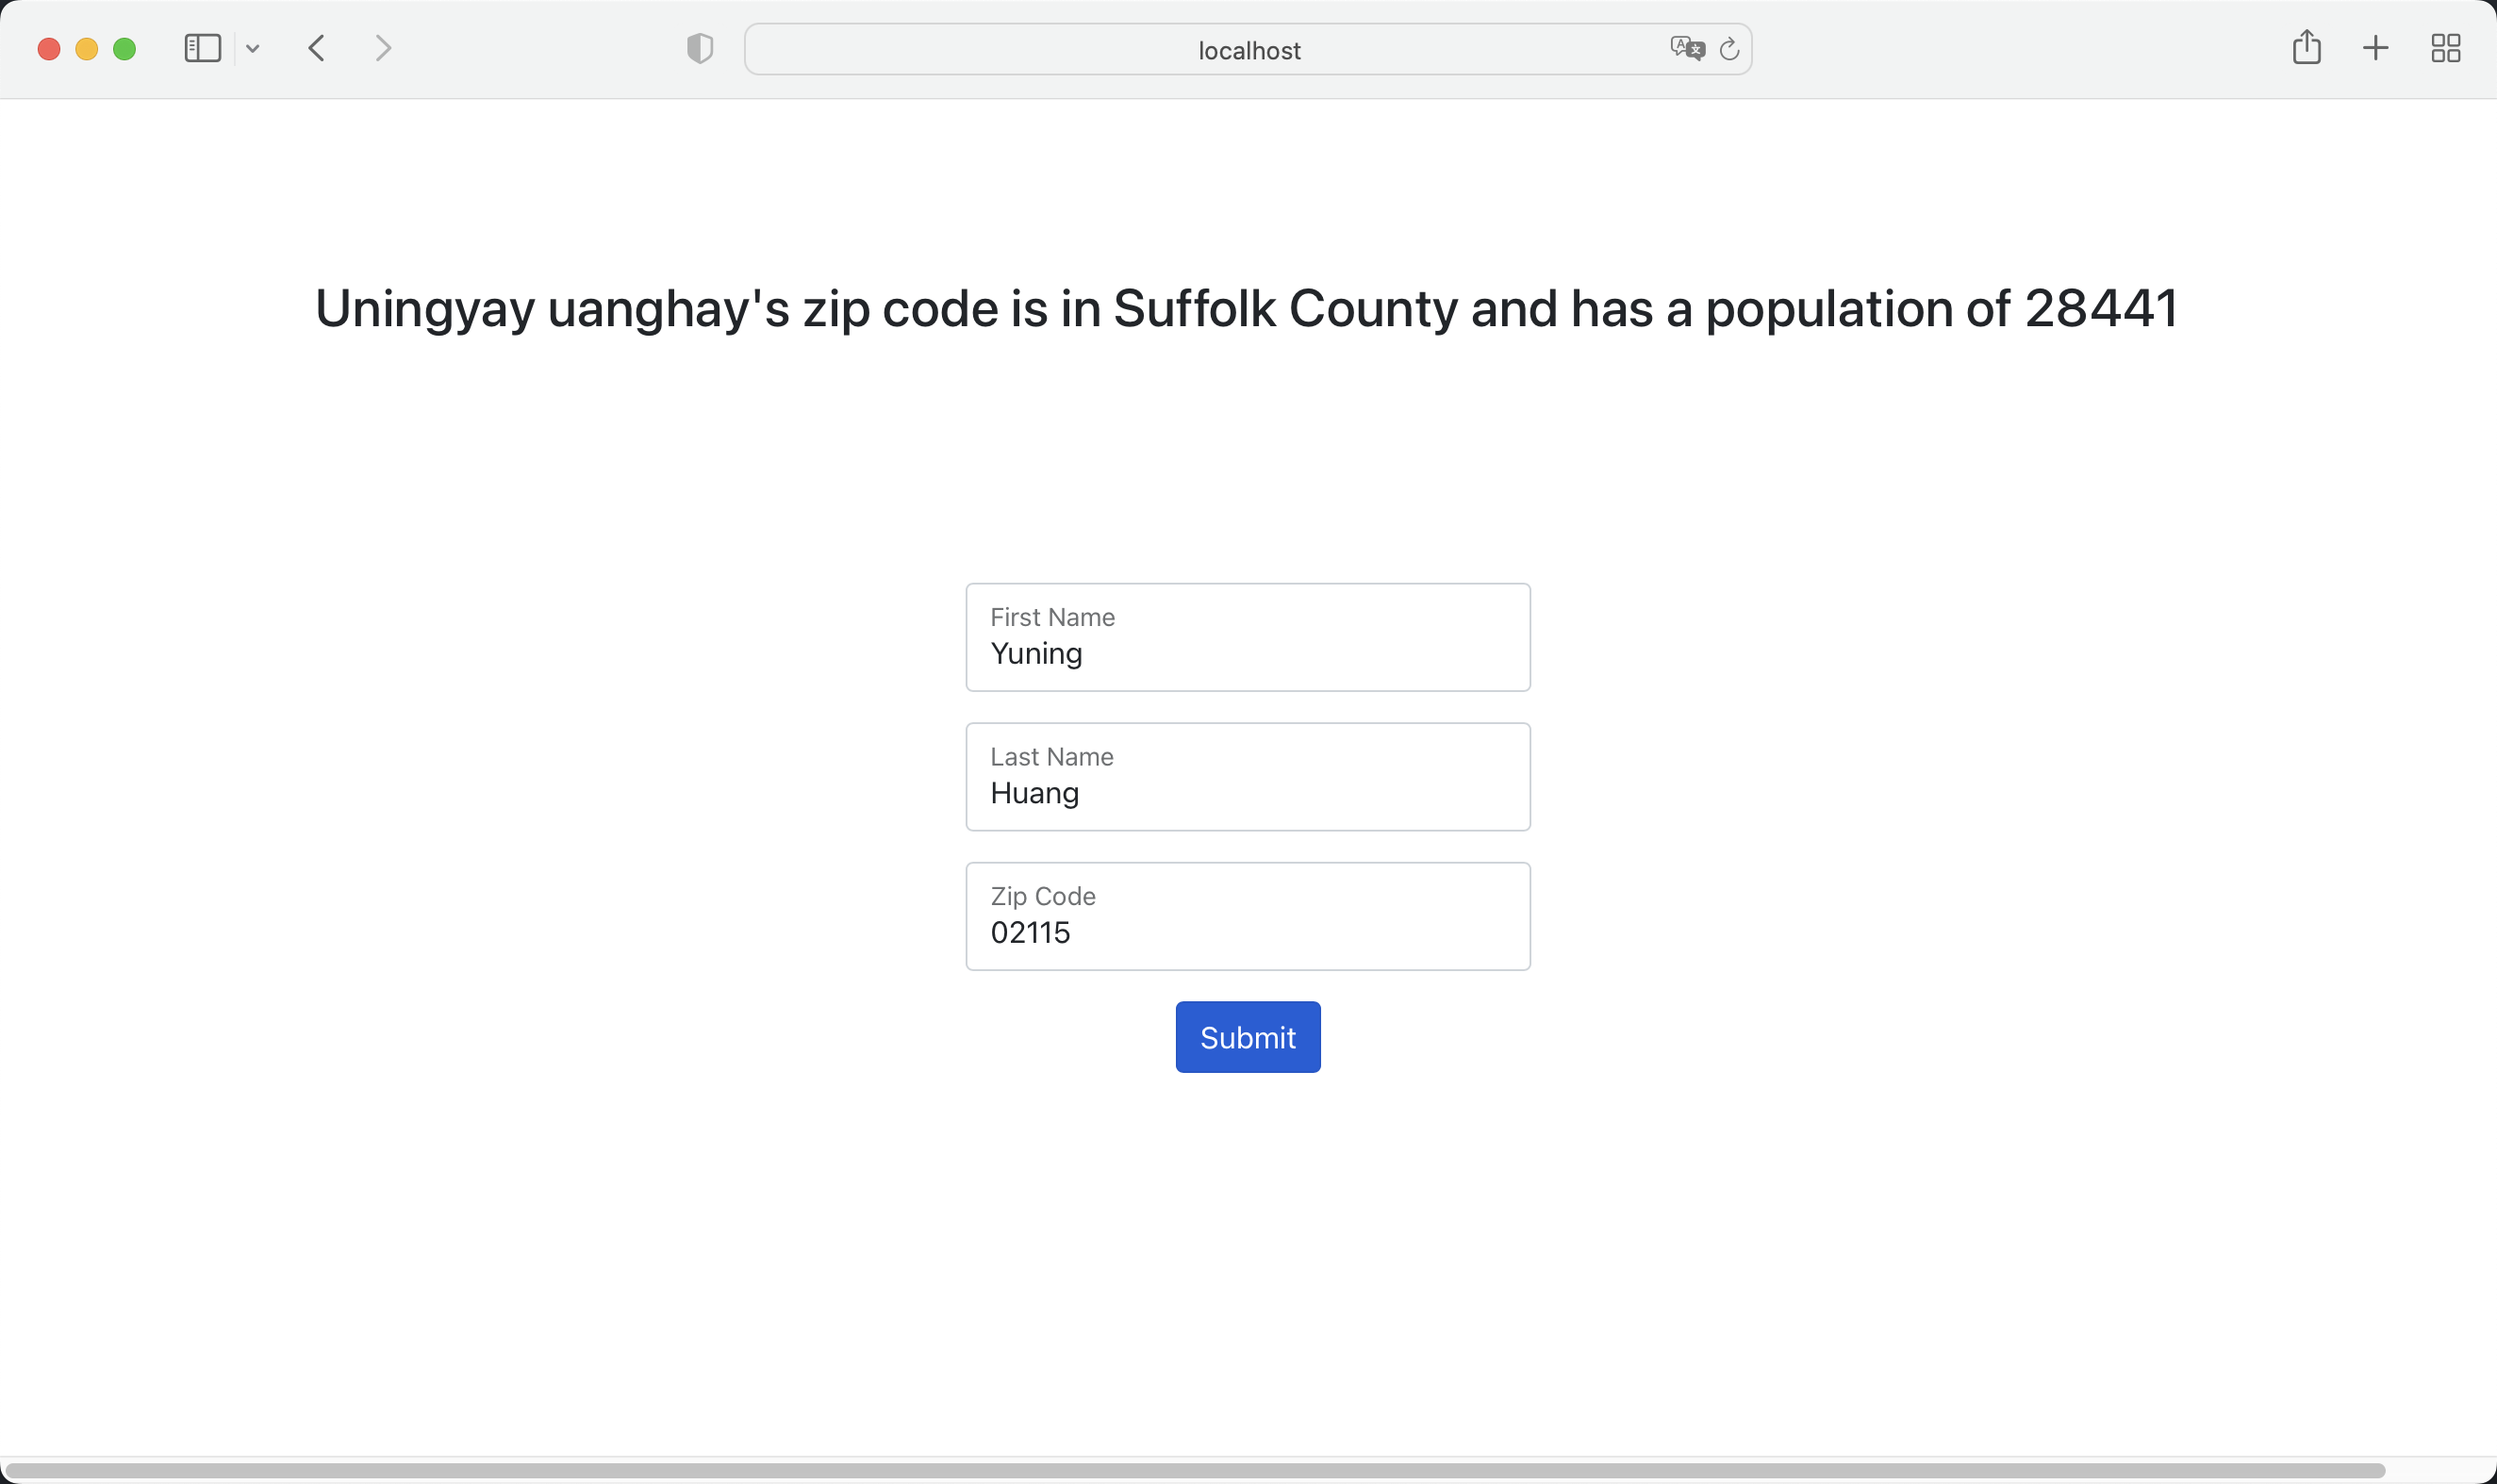 localhost
Uningyay uanghay's zip code is in Suffolk County and has a population of 28441
First Name
Yuning
Last Name
Huang
Zip Code
02115
Submit